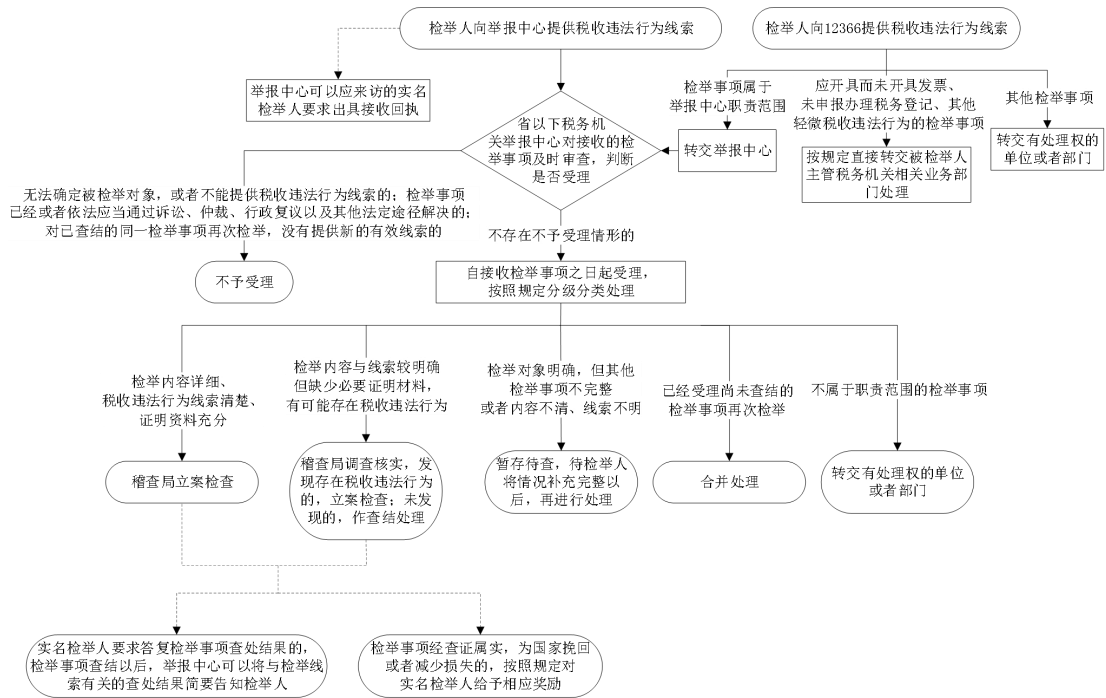 检举人向举报中心提供税收违法行为线索
检举人向12366提供税收违法行为线索
举报中心可以应来访的实名
检举人要求出具接收回执
检举事项属于
举报中心职责范围
应开具而未开具发票、
未申报办理税务登记、其他
轻微税收违法行为的检举事项
其他检举事项
省以下税务机
关举报中心对接收的检
举事项及时审查，判断
是否受理
转交举报中心
按规定直接转交被检举人
主管税务机关相关业务部
门处理
转交有处理权的
单位或者部门
无法确定被检举对象，或者不能提供税收违法行为线索的；检举事项
已经或者依法应当通过诉讼、仲裁、行政复议以及其他法定途径解决的；
对已查结的同一检举事项再次检举，没有提供新的有效线索的
不存在不予受理情形的
不予受理
自接收检举事项之日起受理，
按照规定分级分类处理
检举内容详细、
税收违法行为线索清楚、
证明资料充分
检举内容与线索较明确
但缺少必要证明材料，
有可能存在税收违法行为
检举对象明确，但其他
检举事项不完整
或者内容不清、线索不明
已经受理尚未查结的
检举事项再次检举
不属于职责范围的检举事项
稽查局立案检查
稽查局调查核实，发
现存在税收违法行为
的，立案检查；未发
现的，作查结处理
暂存待查，待检举人
将情况补充完整以
后，再进行处理
合并处理
转交有处理权的单位
或者部门
实名检举人要求答复检举事项查处结果的，
检举事项查结以后，举报中心可以将与检举线
索有关的查处结果简要告知检举人
检举事项经查证属实，为国家挽回
或者减少损失的，按照规定对
实名检举人给予相应奖励